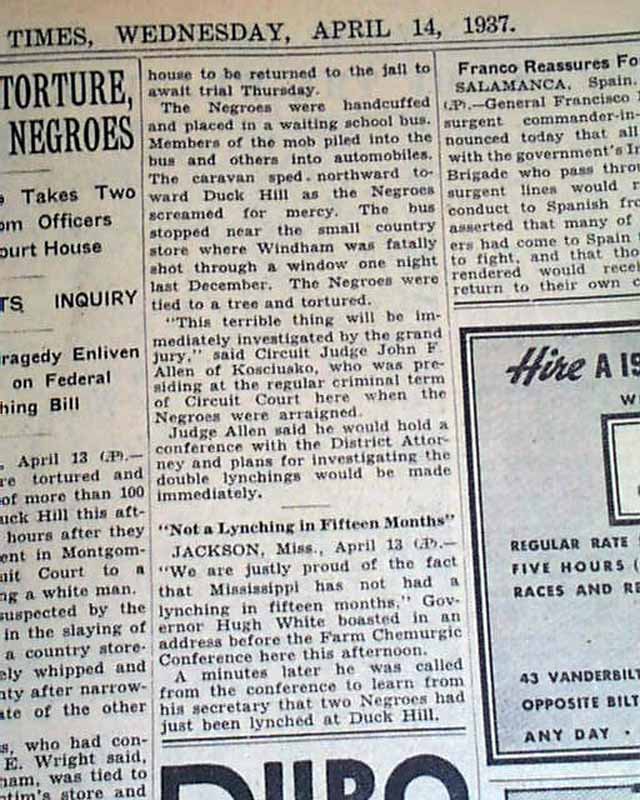 TIMES, WEDNESDAY, APRIL 14, 1937.
TORTURE,
NEGROES
Takes Two
Officers
Court House
INQUIRY
Tragedy Enliven
on Federal
Bill
April 13 (AP).—
tortured and
of more than 100
Duck Hill this aft-
hours after they
in Montgom-
Court to a
a white man.
suspected by the
in the slaying of
a country store-
whipped and
after narrow-
of the other
who had con-
E. Wright said,
was tied to
store and
house to be returned to the jail to
await trial Thursday.
The Negroes were handcuffed
and placed in a waiting school bus.
Members of the mob piled into the
bus and others into automobiles.
The caravan sped northward to-
ward Duck Hill as the Negroes
screamed for mercy. The bus
stopped near the small country
store where Windham was fatally
shot through a window one night
last December. The Negroes were
tied to a tree and tortured.
"This terrible thing will be im-
mediately investigated by the grand
jury," said Circuit Judge John F
Allen of Kosciusko, who was pre-
siding at the regular criminal term
of Circuit Court here when the
Negroes were arraigned.
Judge Allen said he would hold a
conference with the District Attor-
ney and plans for investigating the
double lynchings would be made
immediately.
"Not a Lynching in Fifteen Months"
JACKSON, Miss., April 13 (AP).—
"We are justly proud of the fact
that Mississippi has not had a
lynching in fifteen months," Gov-
ernor Hugh White boasted in an
address before the Farm Chemurgic
Conference here this afternoon.
A minutes later he was called
from the conference to learn from
his secretary that two Negroes had
just been lynched at Duck Hill.
Franco Reassures
SALAMANCA, Spain,
(AP).—General Francisco
surgent commander-in-
nounced today that all
with the government's
Brigade who pass
surgent lines would
conduct to Spanish
asserted that many of
ers had come to Spain
to fight, and that
rendered would
return to their own
Hire A
REGULAR RATE
FIVE HOURS
RACES AND
43 VANDERBILT
OPPOSITE
ANY DAY ·